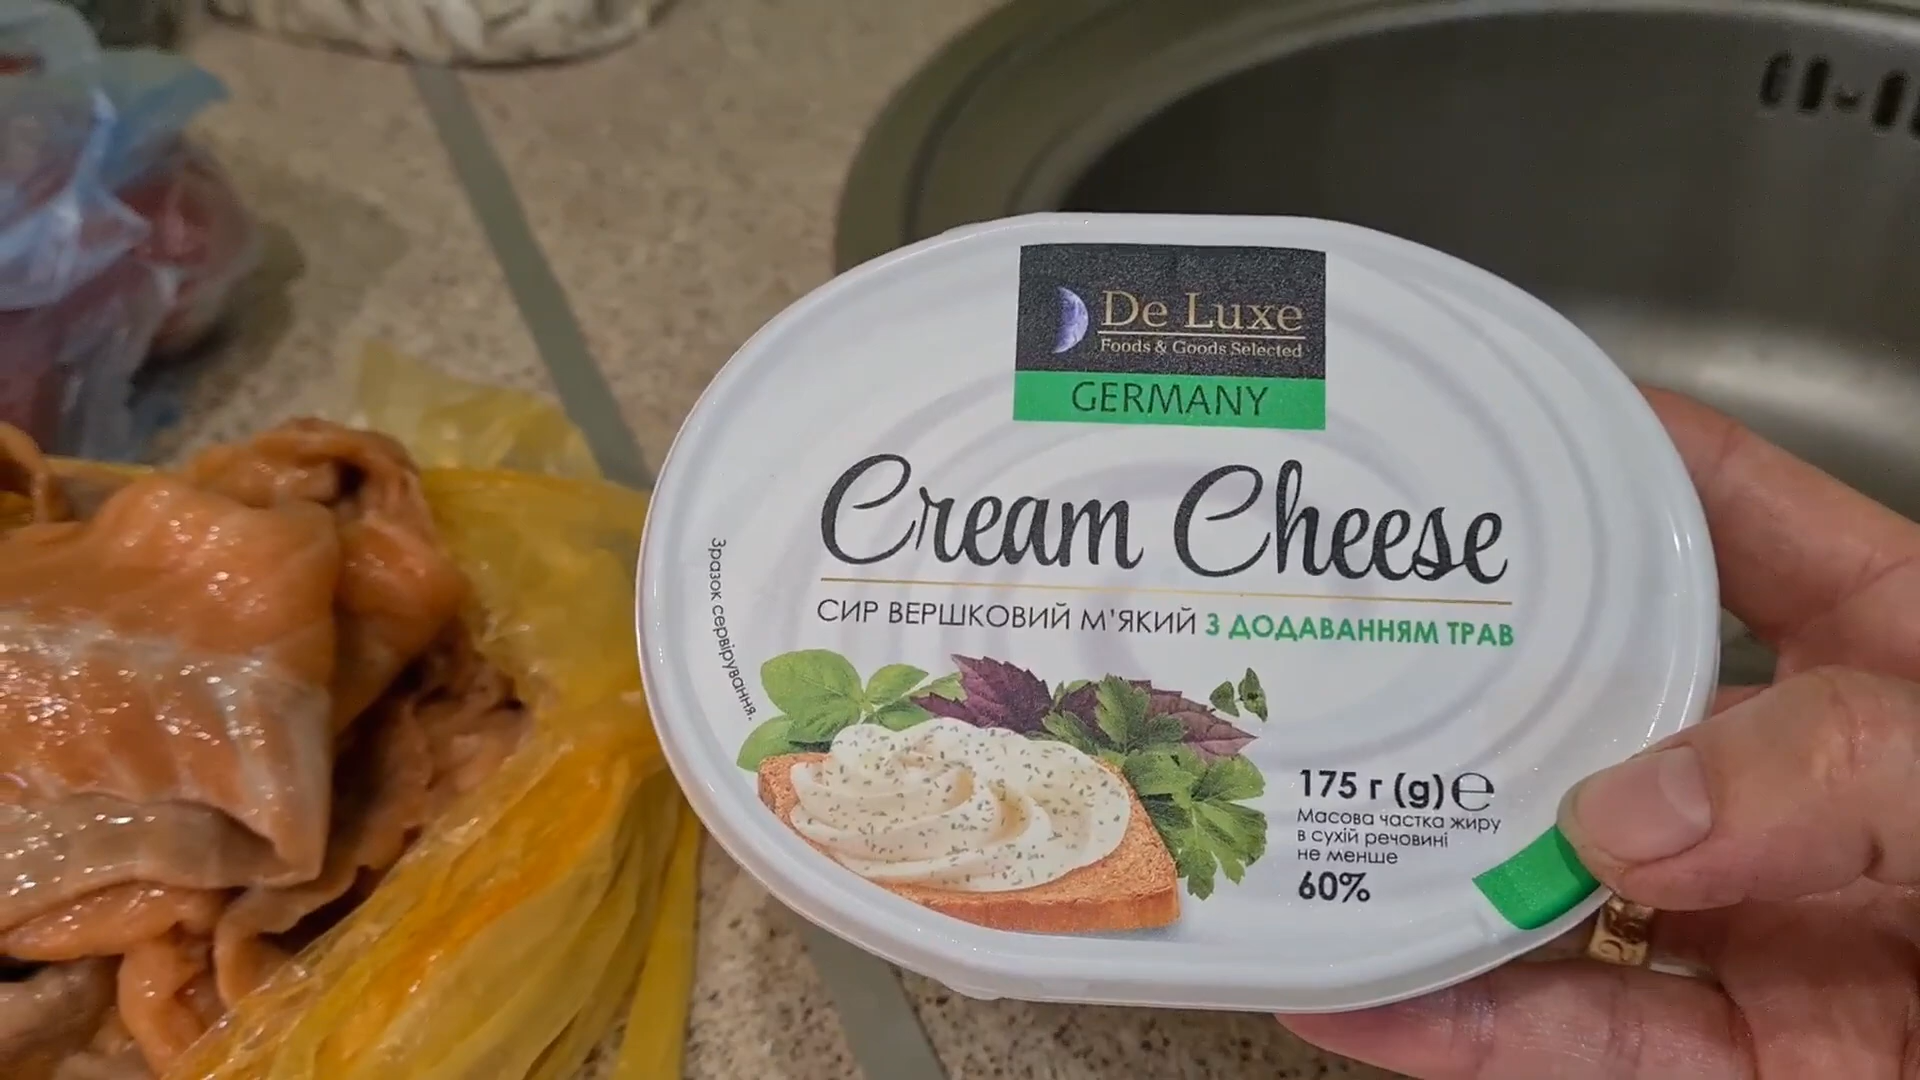 De Luxe
Foods & Goods Selected
GERMANY
Cream Cheese
СИР ВЕРШКОВИЙ М'ЯКИЙ З ДОДАВАННЯМ ТРАВ
Зразок сервірування.
175 г (g) ℮
Масова частка жиру
в сухій речовині
не менше
60%